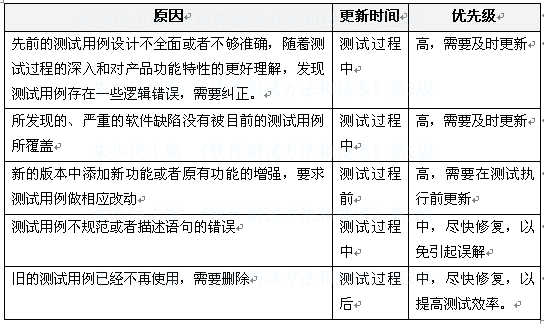 原因 更新时间 优先级
先前的测试用例设计不全面或者不够准确，随着测 测试过程 高，需要及时更新
试过程的深入和对产品功能特性的更好理解，发现 中
测试用例存在一些逻辑错误，需要纠正。
所发现的、严重的软件缺陷没有被目前的测试用例 测试过程 高，需要及时更新
所覆盖 中
新的版本中添加新功能或者原有功能的增强，要求 测试过程 高，需要在测试执
测试用例做相应改动 前 行前更新
测试用例不规范或者描述语句的错误 测试过程 中，尽快修复，以
中 免引起误解
旧的测试用例已经不再使用，需要删除 测试过程 中，尽快修复，以
后 提高测试效率。